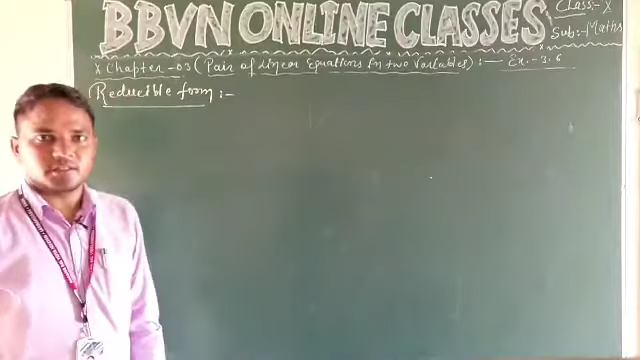 BBVN ONLINE CLASSES
Class:- X
Sub:- Maths
x Chapter-03 (Pair of Linear Equations in two Variables) :— Ex.-3.6
Reducible form :-